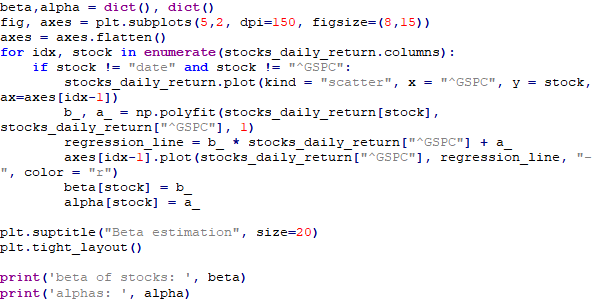 beta,alpha = dict(), dict()
fig, axes = plt.subplots(5,2, dpi=150, figsize=(8,15))
axes = axes.flatten()
for idx, stock in enumerate(stocks_daily_return.columns):
    if stock != "date" and stock != "^GSPC":
        stocks_daily_return.plot(kind = "scatter", x = "^GSPC", y = stock,
ax=axes[idx-1])
        b_, a_ = np.polyfit(stocks_daily_return[stock],
stocks_daily_return["^GSPC"], 1)
        regression_line = b_ * stocks_daily_return["^GSPC"] + a_
        axes[idx-1].plot(stocks_daily_return["^GSPC"], regression_line, "-
", color = "r")
        beta[stock] = b_
        alpha[stock] = a_

plt.suptitle("Beta estimation", size=20)
plt.tight_layout()

print('beta of stocks: ', beta)
print('alphas: ', alpha)